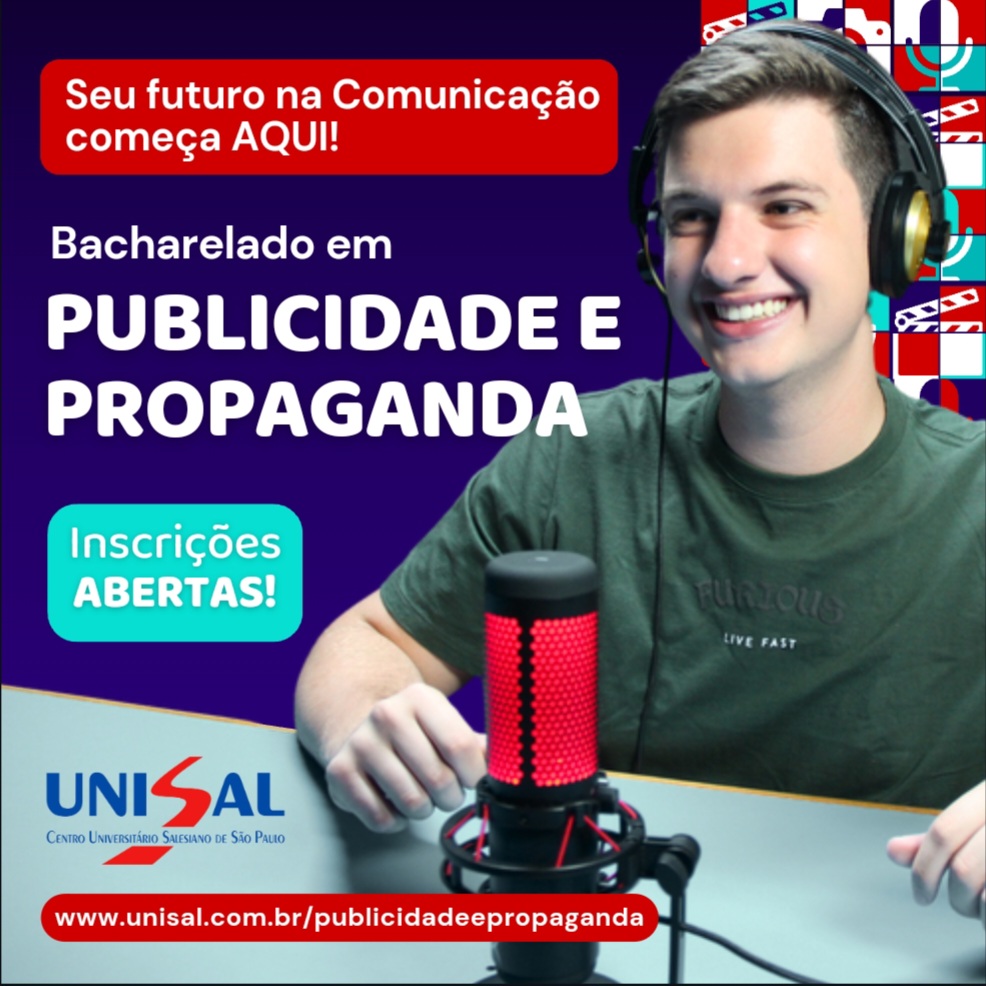 Seu futuro na Comunicação
começa AQUI!
Bacharelado em
PUBLICIDADE E
PROPAGANDA
Inscrições
ABERTAS!
FURIOUS
LIVE FAST
UNISAL
CENTRO UNIVERSITÁRIO SALESIANO DE SÃO PAULO
www.unisal.com.br/publicidadeepropaganda